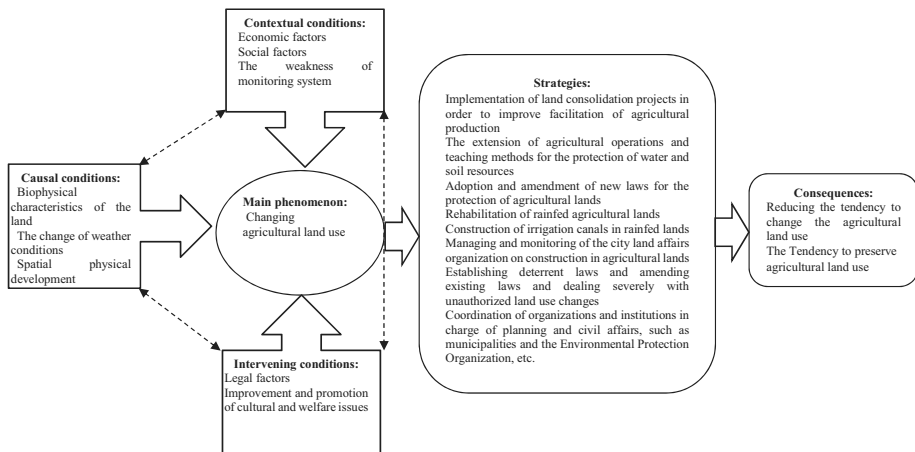 Contextual conditions:
Economic factors
Social factors
The weakness of
monitoring system
Causal conditions:
Biophysical
characteristics of the
land
The change of weather
conditions
Spatial physical
development
Main phenomenon:
Changing
agricultural land use
Intervening conditions:
Legal factors
Improvement and promotion
of cultural and welfare issues
Strategies:
Implementation of land consolidation projects in
order to improve facilitation of agricultural
production
The extension of agricultural operations and
teaching methods for the protection of water and
soil resources
Adoption and amendment of new laws for the
protection of agricultural lands
Rehabilitation of rainfed agricultural lands
Construction of irrigation canals in rainfed lands
Managing and monitoring of the city land affairs
organization on construction in agricultural lands
Establishing deterrent laws and amending
existing laws and dealing severely with
unauthorized land use changes
Coordination of organizations and institutions in
charge of planning and civil affairs, such as
municipalities and the Environmental Protection
Organization, etc.
Consequences:
Reducing the tendency to
change the agricultural
land use
The Tendency to preserve
agricultural land use